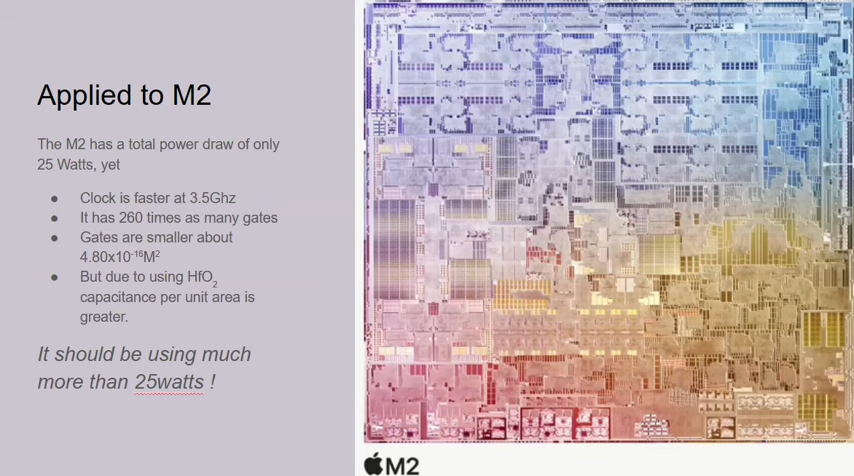 Applied to M2
The M2 has a total power draw of only
25 Watts, yet
● Clock is faster at 3.5Ghz
● It has 260 times as many gates
● Gates are smaller about
4.80x10⁻¹⁶M²
● But due to using HfO₂
capacitance per unit area is
greater.
It should be using much
more than 25watts !
M2